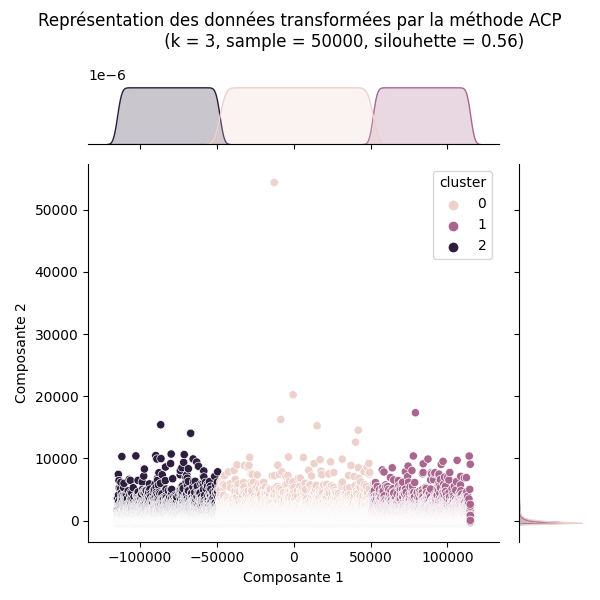 Représentation des données transformées par la méthode ACP
(k = 3, sample = 50000, silouhette = 0.56)
1e−6
cluster
0
1
2
50000
40000
30000
20000
10000
0
Composante 2
−100000 −50000 0 50000 100000
Composante 1